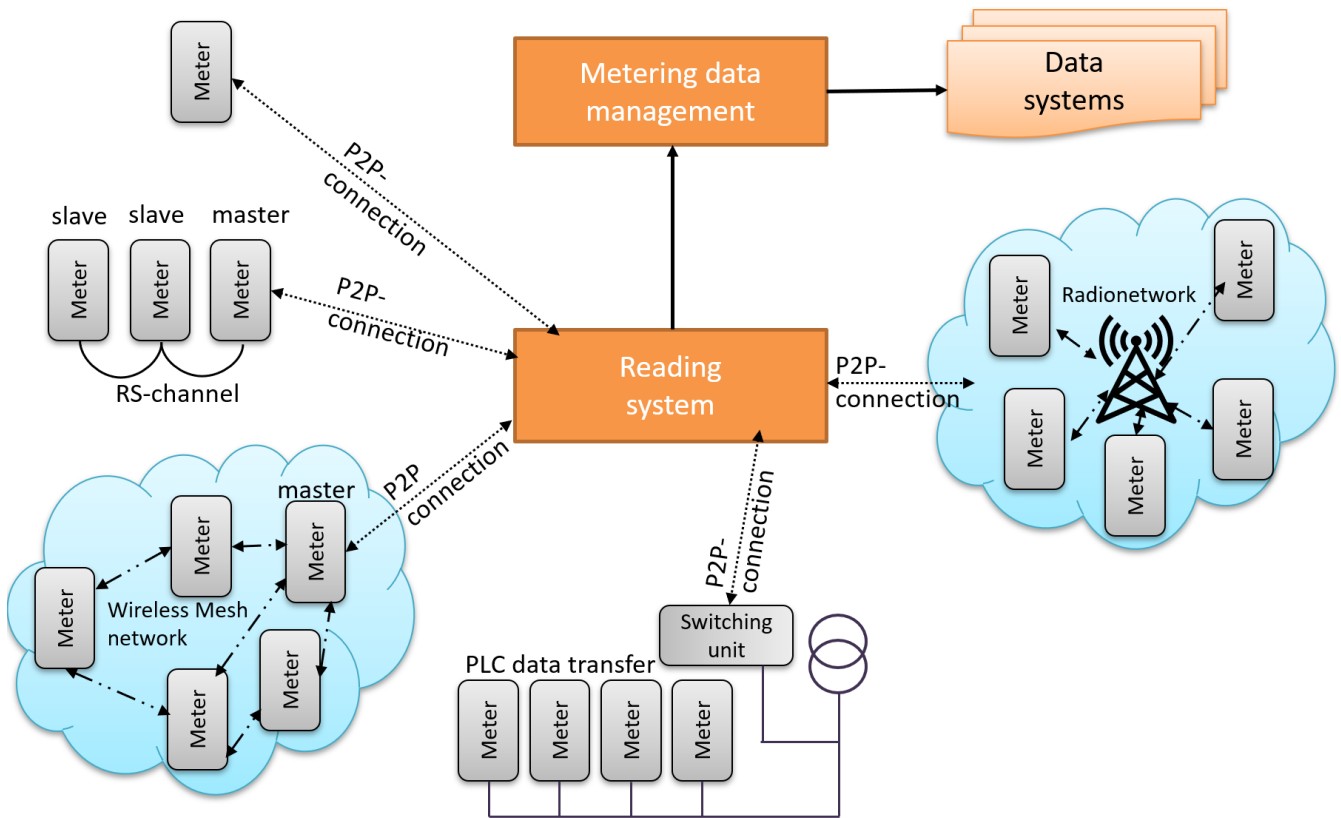 Meter
Metering data
management
Data
systems
P2P-
connection
slave
slave
master
Meter
Meter
Meter
RS-channel
P2P-
connection
Reading
system
P2P-
connection
Radionetwork
Meter
Meter
Meter
Meter
Meter
P2P
connection
master
Meter
Meter
Meter
Wireless Mesh
network
Meter
Meter
P2P-
connection
Switching
unit
PLC data transfer
Meter
Meter
Meter
Meter